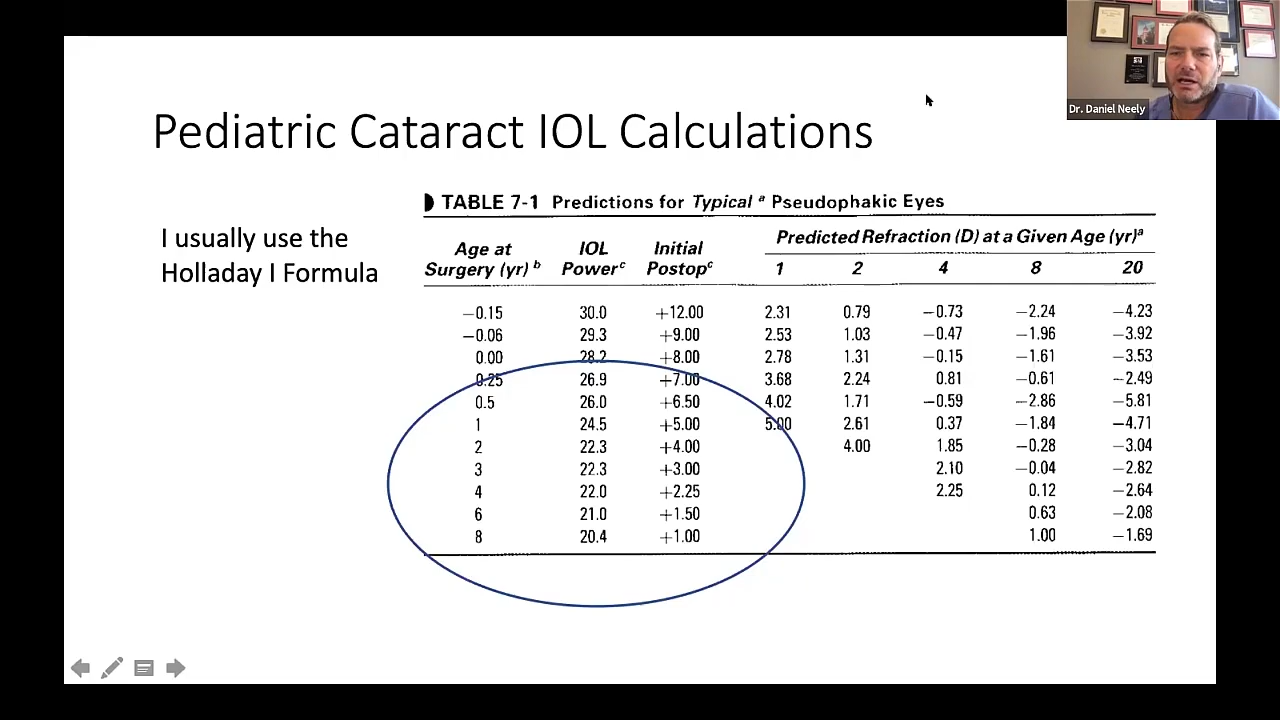 Dr. Daniel Neely
Pediatric Cataract IOL Calculations
I usually use the
Holladay I Formula
TABLE 7-1 Predictions for Typical a Pseudophakic Eyes
Age at Surgery (yr) b IOL Power c Initial Postop c Predicted Refraction (D) at a Given Age (yr) a
1 2 4 8 20
−0.15 30.0 +12.00 2.31 0.79 −0.73 −2.24 −4.23
−0.06 29.3 +9.00 2.53 1.03 −0.47 −1.96 −3.92
0.00 28.2 +8.00 2.78 1.31 −0.15 −1.61 −3.53
0.25 26.9 +7.00 3.68 2.24 0.81 −0.61 −2.49
0.5 26.0 +6.50 4.02 1.71 −0.59 −2.86 −5.81
1 24.5 +5.00 5.00 2.61 0.37 −1.84 −4.71
2 22.3 +4.00 4.00 1.85 −0.28 −3.04
3 22.3 +3.00 2.10 −0.04 −2.82
4 22.0 +2.25 2.25 0.12 −2.64
6 21.0 +1.50 0.63 −2.08
8 20.4 +1.00 1.00 −1.69